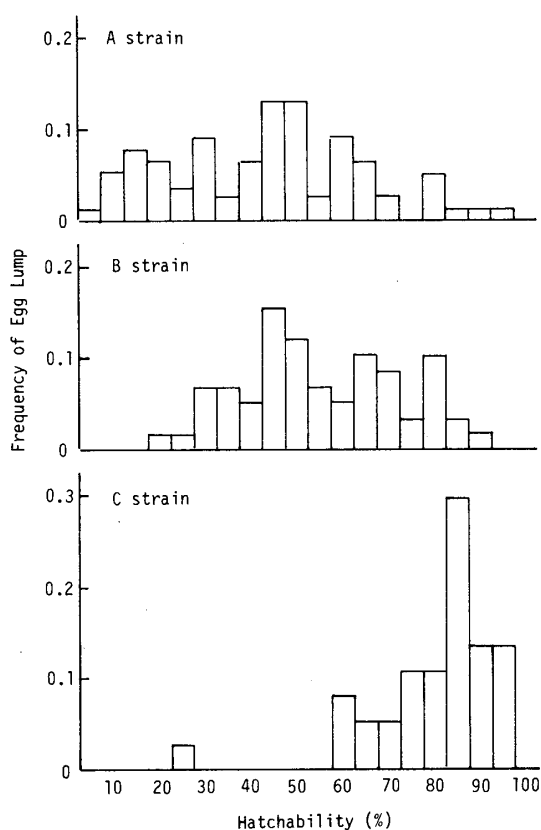 0.2
A strain
0.1
0
0.2
B strain
0.1
0
Frequency of Egg Lump
0.3
C strain
0.2
0.1
0
10 20 30 40 50 60 70 80 90 100
Hatchability (%)